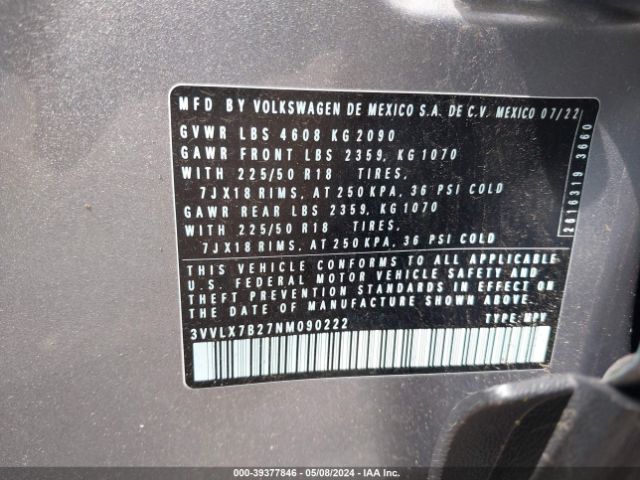 MFD BY VOLKSWAGEN DE MEXICO S.A. DE C.V. MEXICO 07/22
GVWR LBS 4608 KG 2090
GAWR FRONT LBS 2359, KG 1070
WITH 225/50 R18 TIRES,
7JX18 RIMS, AT 250 KPA, 36 PSI COLD
GAWR REAR LBS 2359, KG 1070
WITH 225/50 R18 TIRES,
7JX18 RIMS, AT 250 KPA, 36 PSI COLD
THIS VEHICLE CONFORMS TO ALL APPLICABLE
U.S. FEDERAL MOTOR VEHICLE SAFETY AND
THEFT PREVENTION STANDARDS IN EFFECT ON
THE DATE OF MANUFACTURE SHOWN ABOVE
3VVLX7B27NM090222 TYPE MPV
2616319 3660
000-39377846 - 05/08/2024 - IAA Inc.